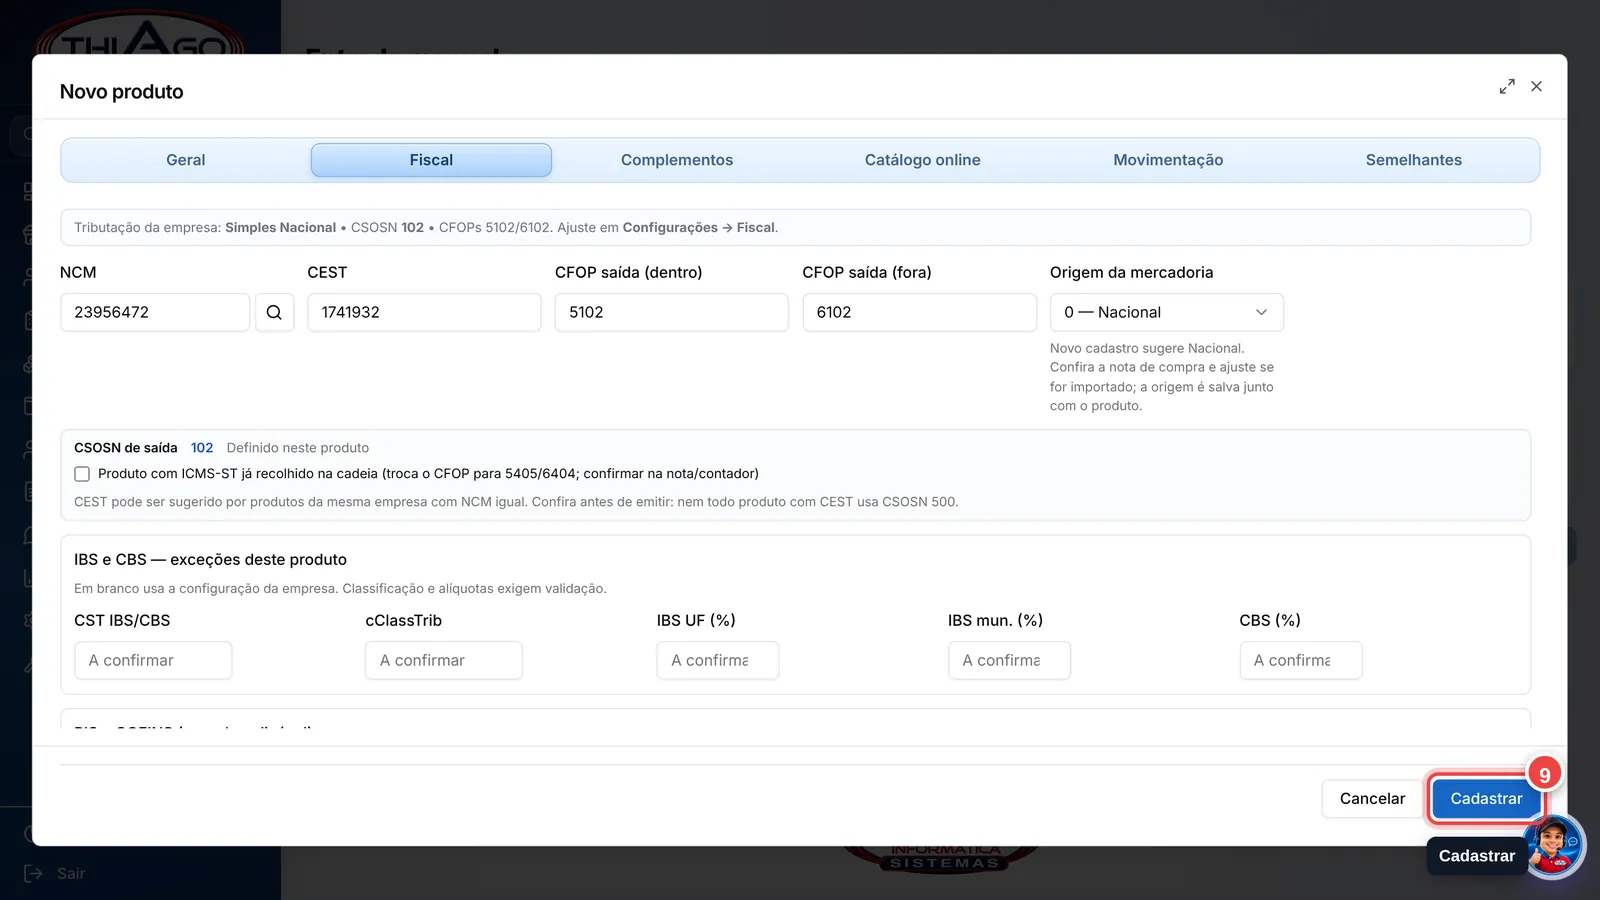 THIAGO
Novo produto
Geral
Fiscal
Complementos
Catálogo online
Movimentação
Semelhantes
Tributação da empresa: Simples Nacional • CSOSN 102 • CFOPs 5102/6102. Ajuste em Configurações → Fiscal.
NCM
CEST
CFOP saída (dentro)
CFOP saída (fora)
Origem da mercadoria
23956472
1741932
5102
6102
0 — Nacional
Novo cadastro sugere Nacional.
Confira a nota de compra e ajuste se
for importado; a origem é salva junto
com o produto.
CSOSN de saída 102 Definido neste produto
Produto com ICMS-ST já recolhido na cadeia (troca o CFOP para 5405/6404; confirmar na nota/contador)
CEST pode ser sugerido por produtos da mesma empresa com NCM igual. Confira antes de emitir: nem todo produto com CEST usa CSOSN 500.
IBS e CBS — exceções deste produto
Em branco usa a configuração da empresa. Classificação e alíquotas exigem validação.
CST IBS/CBS
cClassTrib
IBS UF (%)
IBS mun. (%)
CBS (%)
A confirmar
A confirmar
A confirma
A confirma
A confirma
Cancelar
Cadastrar
9
Cadastrar
INFORMÁTICA
SISTEMAS
Sair